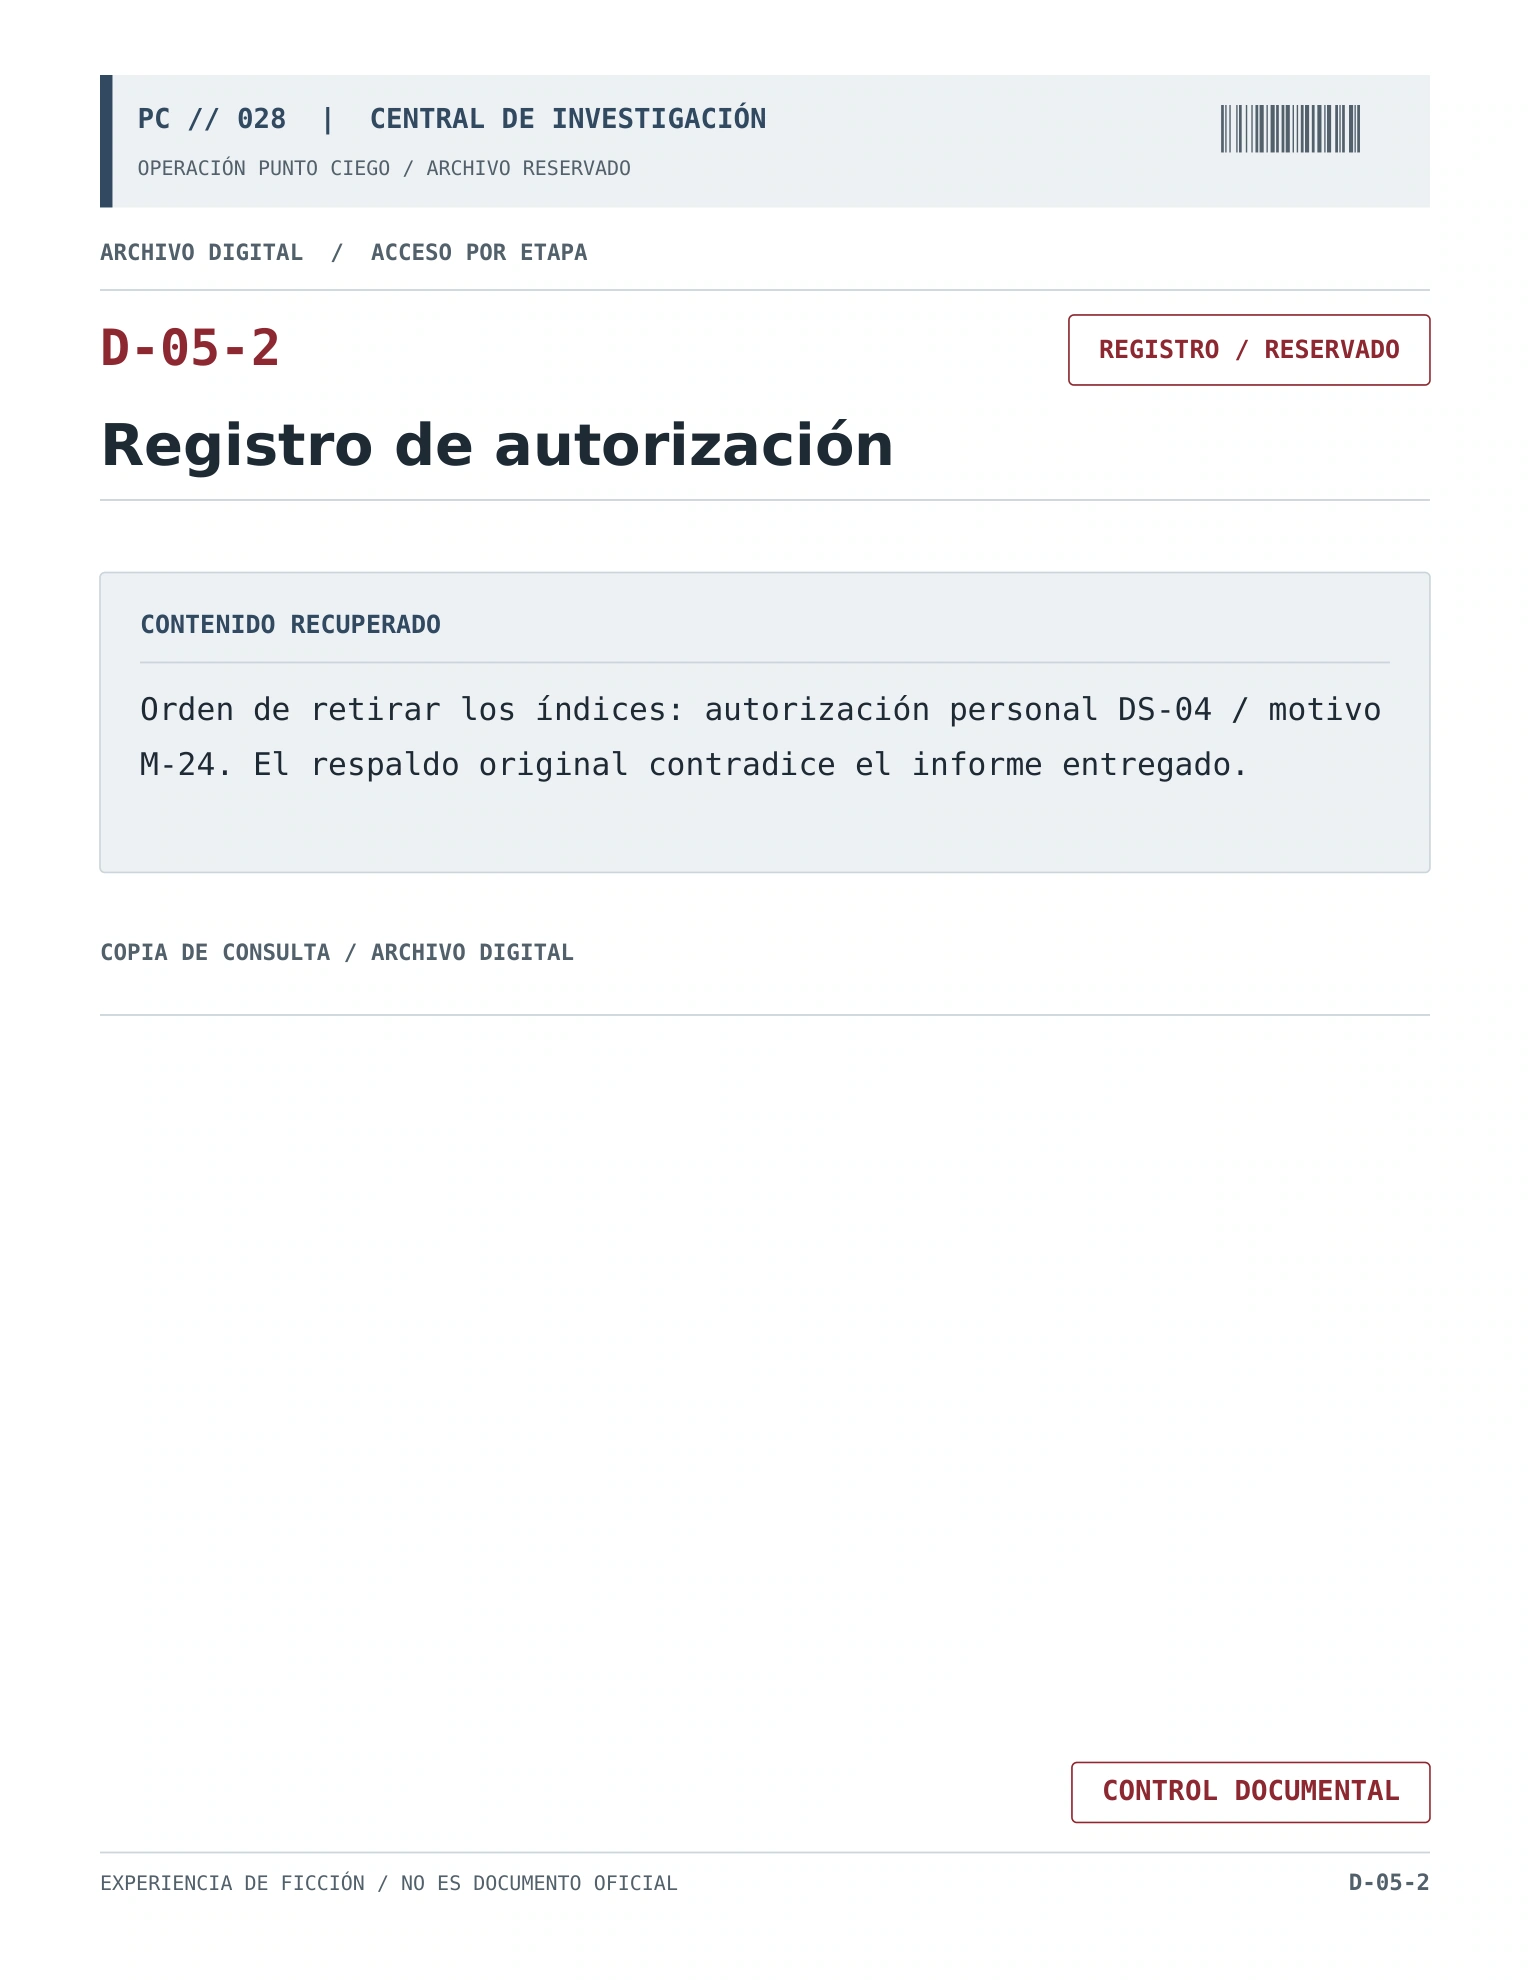 PC // 028 | CENTRAL DE INVESTIGACIÓN
OPERACIÓN PUNTO CIEGO / ARCHIVO RESERVADO
ARCHIVO DIGITAL / ACCESO POR ETAPA
D-05-2
REGISTRO / RESERVADO
Registro de autorización
CONTENIDO RECUPERADO
Orden de retirar los índices: autorización personal DS-04 / motivo
M-24. El respaldo original contradice el informe entregado.
COPIA DE CONSULTA / ARCHIVO DIGITAL
CONTROL DOCUMENTAL
EXPERIENCIA DE FICCIÓN / NO ES DOCUMENTO OFICIAL
D-05-2